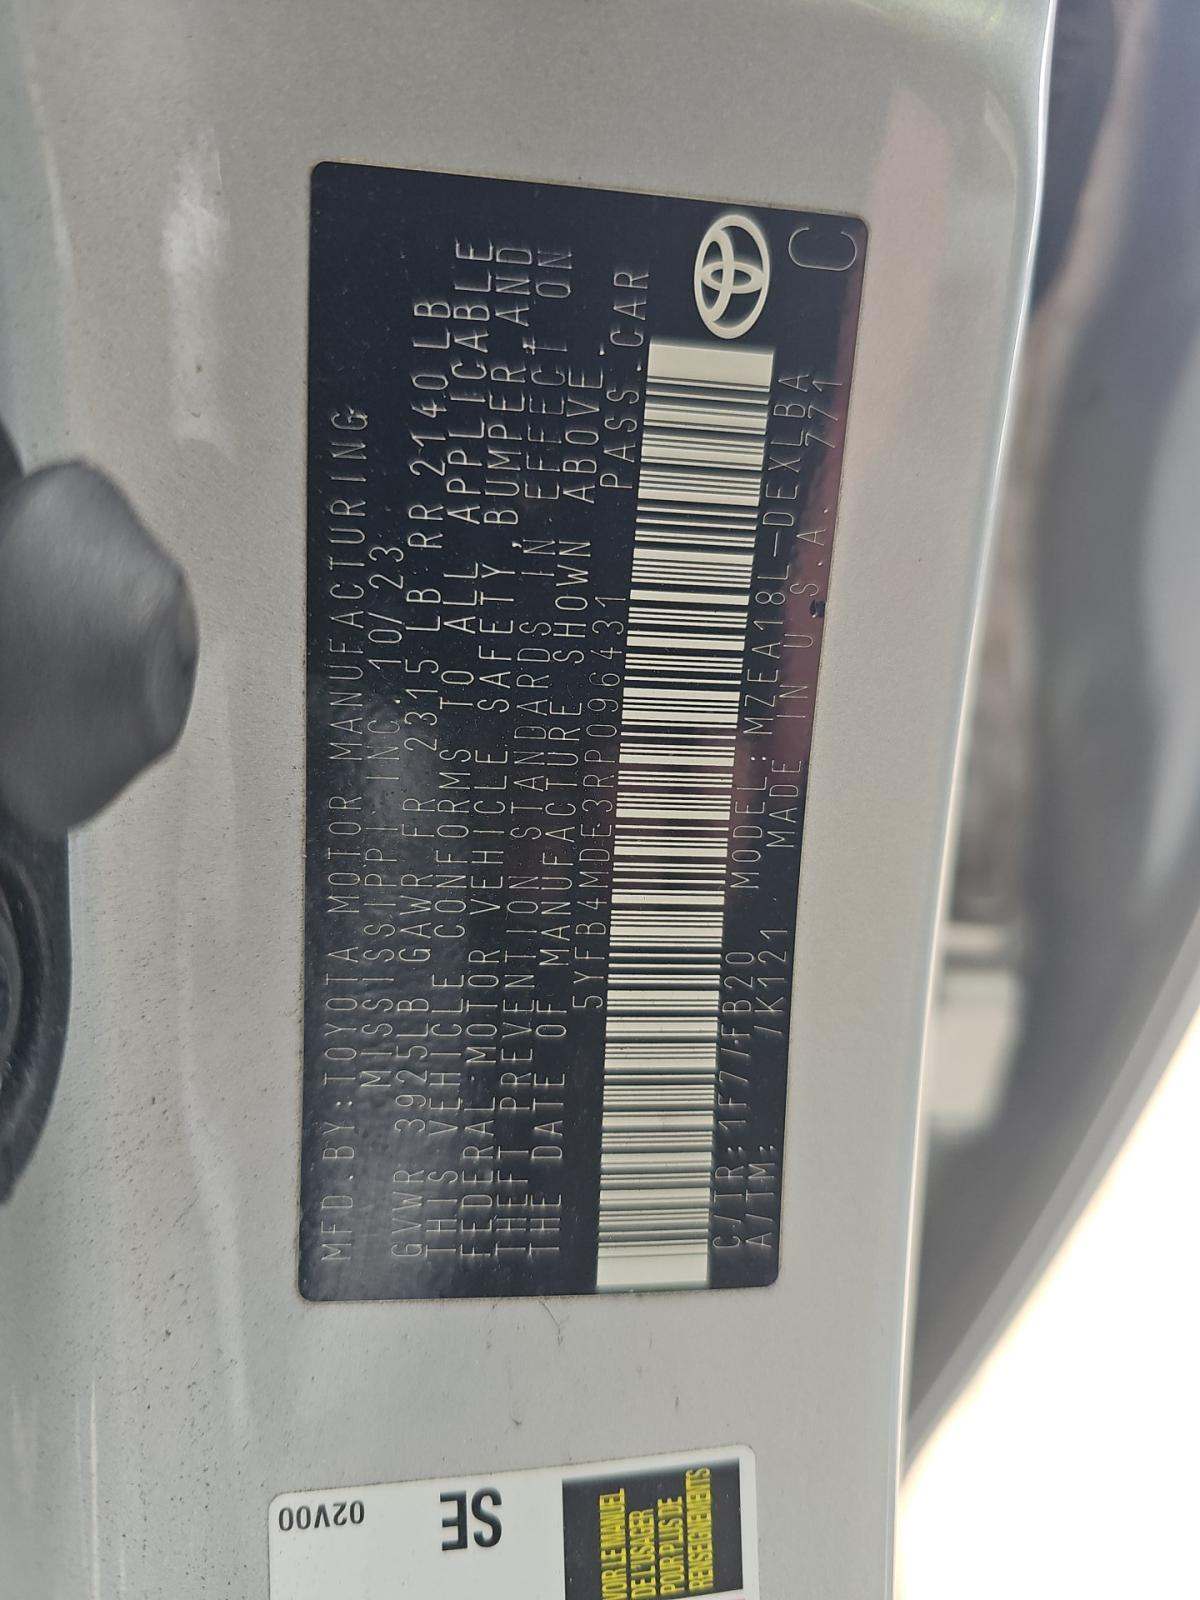 MFD.BY:TOYOTA MOTOR MANUFACTURING,
MISSISSIPPI INC. 10/23
GVWR 3925LB GAWR FR 2315 LB RR 2140LB
THIS VEHICLE CONFORMS TO ALL APPLICABLE
FEDERAL MOTOR VEHICLE SAFETY, BUMPER AND
THEFT PREVENTION STANDARDS IN EFFECT ON
THE DATE OF MANUFACTURE SHOWN ABOVE.
5YFB4MDE3RP096431 PASS. CAR
C/TR: 1F7/FB20 MODEL: MZEA18L-DEXLBA
A/TM: /K121 MADE IN U.S.A. 771
C
02V00
SE
VOIR LE MANUEL
DE L'USAGER
POUR PLUS DE
RENSEIGNEMENTS